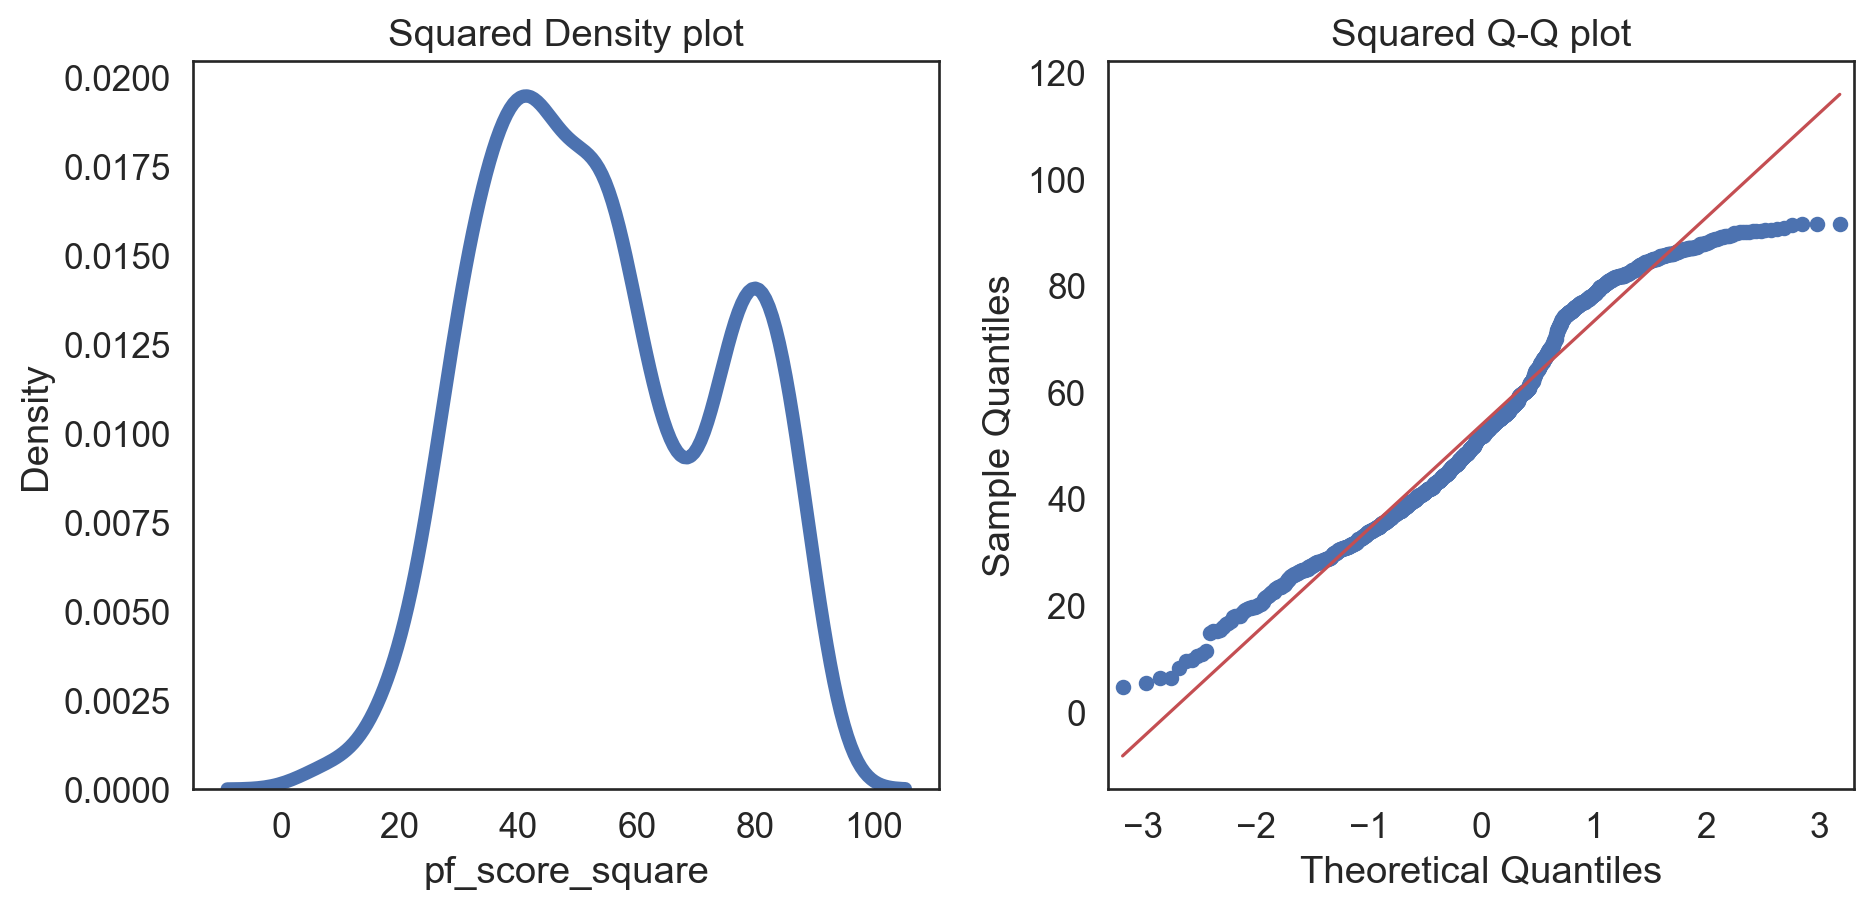 Squared Density plot
0.0200
0.0175
0.0150
0.0125
0.0100
0.0075
0.0050
0.0025
0.0000
Density
0 20 40 60 80 100
pf_score_square
Squared Q-Q plot
120
100
80
60
40
20
0
Sample Quantiles
−3 −2 −1 0 1 2 3
Theoretical Quantiles